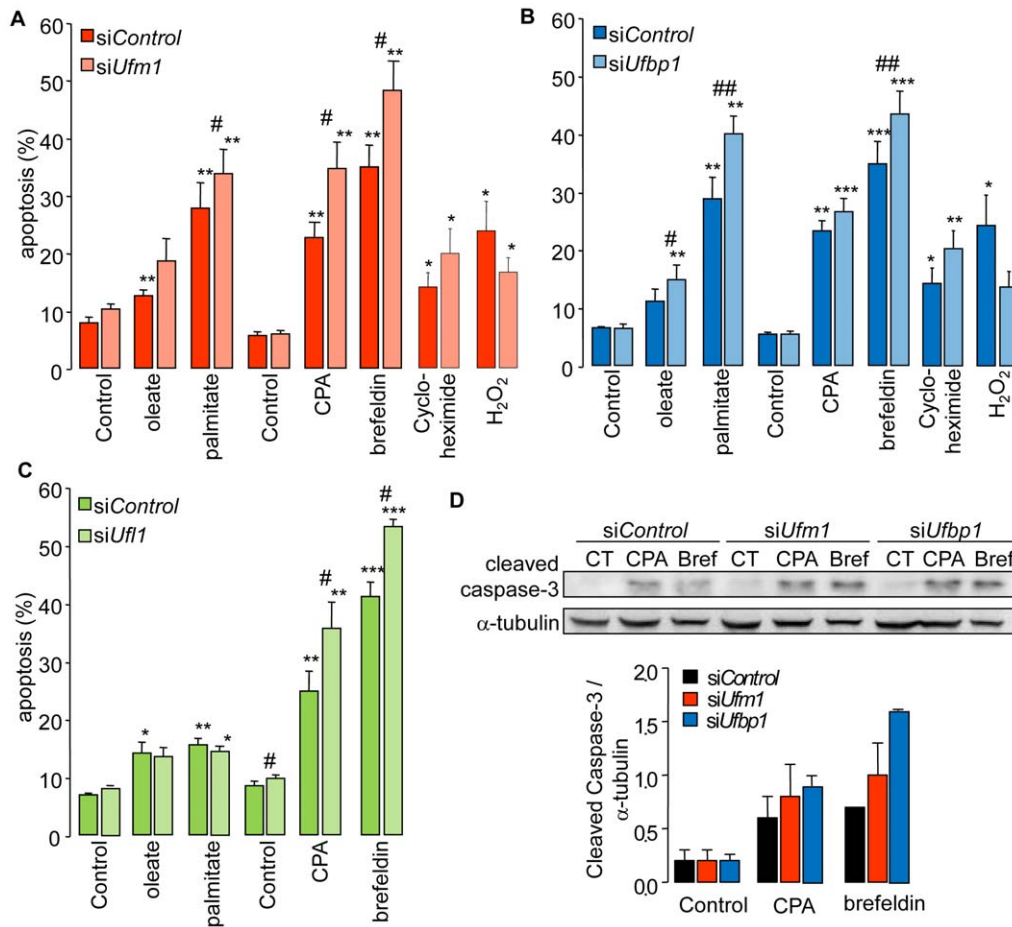 A
siControl
siUfm1
apoptosis (%)
60
50
40
30
20
10
0
** ** ** # ** ** # ** ** # ** * * * *
Control
oleate
palmitate
Control
CPA
brefeldin
Cyclo-
heximide
H₂O₂
B
siControl
siUfbp1
60
50
40
30
20
10
0
# ** ** ## ** ** *** *** ## *** * ** *
Control
oleate
palmitate
Control
CPA
brefeldin
Cyclo-
heximide
H₂O₂
C
siControl
siUfl1
apoptosis (%)
60
50
40
30
20
10
0
* ** * # ** # ** *** # ***
Control
oleate
palmitate
Control
CPA
brefeldin
D
siControl siUfm1 siUfbp1
CT CPA Bref CT CPA Bref CT CPA Bref
cleaved
caspase-3
α-tubulin
siControl
siUfm1
siUfbp1
Cleaved Caspase-3 /
α-tubulin
2.0
1.5
1.0
0.5
0.0
Control CPA brefeldin